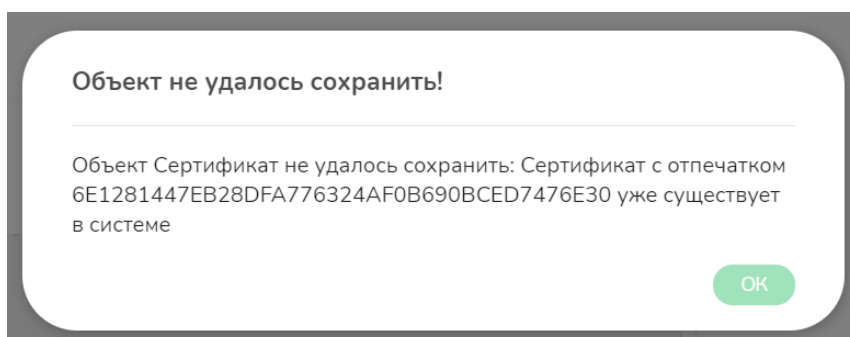 Объект не удалось сохранить!
Объект Сертификат не удалось сохранить: Сертификат с отпечатком
6E1281447EB28DFA776324AF0B690BCED7476E30 уже существует
в системе
ОК